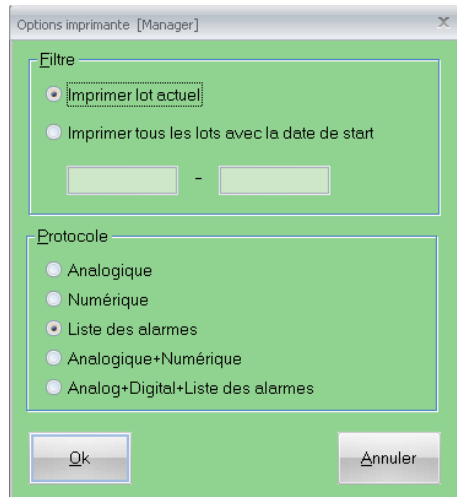 Options imprimante [Manager]
Filtre
Imprimer lot actuel
Imprimer tous les lots avec la date de start
-
Protocole
Analogique
Numérique
Liste des alarmes
Analogique+Numérique
Analog+Digital+Liste des alarmes
Ok Annuler